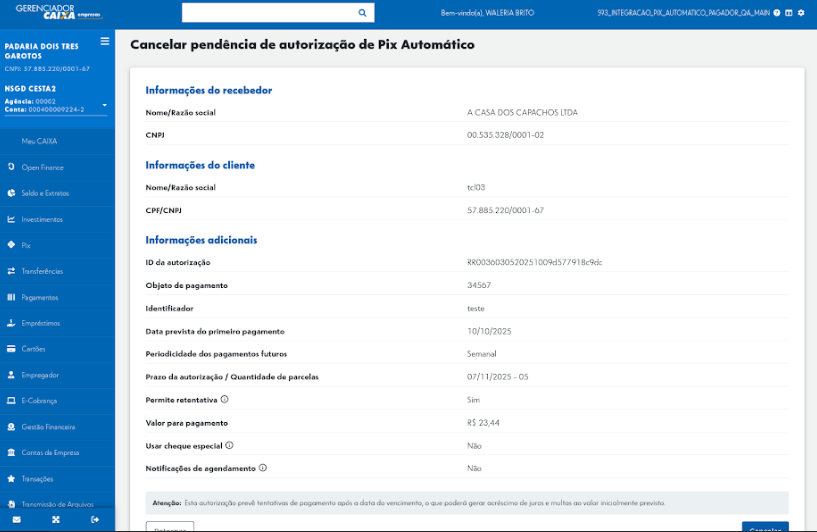 GERENCIADOR
CAIXA empresas
Bem-vindo(a), WALERIA BRITO
593_INTEGRACAO_PIX_AUTOMATICO_PAGADOR_QA_MAIN
PADARIA DOIS TRES
GAROTOS
CNPJ: 57.885.220/0001-67
NSGD CESTA2
Agência: 00002
Conta: 000400009224-2
Meu CAIXA
Open Finance
Saldo e Extratos
Investimentos
Pix
Transferências
Pagamentos
Empréstimos
Cartões
Empregador
E-Cobrança
Gestão Financeira
Contas da Empresa
Transações
Transmissão de Arquivos
Cancelar pendência de autorização de Pix Automático
Informações do recebedor
Nome/Razão social A CASA DOS CAPACHOS LTDA
CNPJ 00.535.328/0001-02
Informações do cliente
Nome/Razão social tcl03
CPF/CNPJ 57.885.220/0001-67
Informações adicionais
ID da autorização RR0036030520251009d577918c9dc
Objeto de pagamento 34567
Identificador teste
Data prevista do primeiro pagamento 10/10/2025
Periodicidade dos pagamentos futuros Semanal
Prazo da autorização / Quantidade de parcelas 07/11/2025 - 05
Permite retentativa Sim
Valor para pagamento R$ 23,44
Usar cheque especial Não
Notificações de agendamento Não
Atenção: Esta autorização prevê tentativas de pagamento após a data do vencimento, o que poderá gerar acréscimo de juros e multas ao valor inicialmente previsto.
Retornar
Cancelar